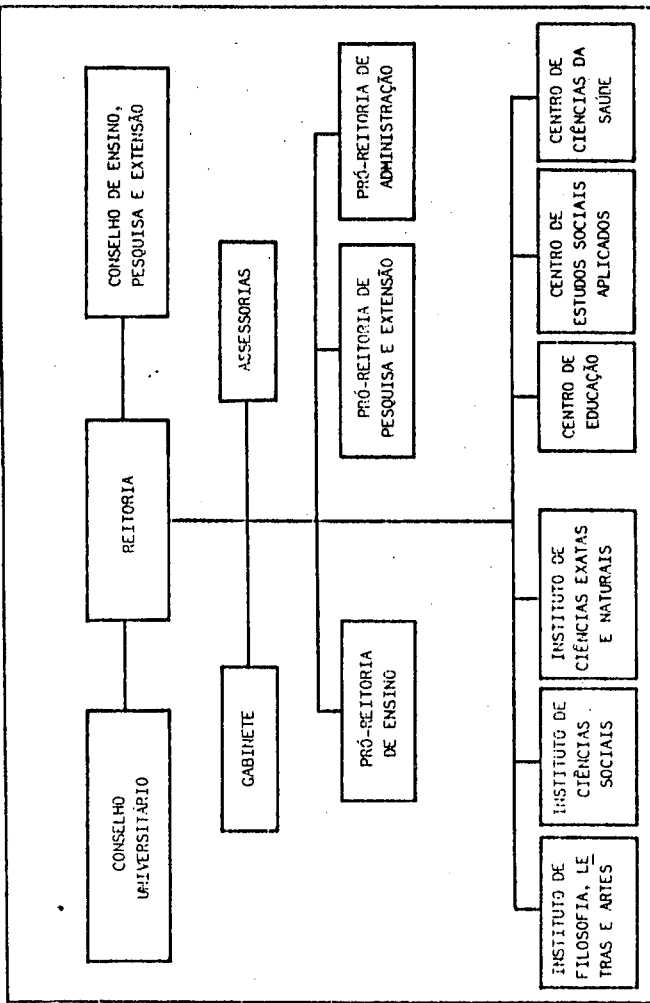 CONSELHO
UNIVERSITÁRIO
REITORIA
CONSELHO DE ENSINO,
PESQUISA E EXTENSÃO
GABINETE
ASSESSORIAS
PRÓ-REITORIA
DE ENSINO
PRÓ-REITORIA DE
PESQUISA E EXTENSÃO
PRÓ-REITORIA DE
ADMINISTRAÇÃO
INSTITUTO DE
FILOSOFIA, LE
TRAS E ARTES
INSTITUTO DE
CIÊNCIAS
SOCIAIS
INSTITUTO DE
CIÊNCIAS EXATAS
E NATURAIS
CENTRO DE
EDUCAÇÃO
CENTRO DE
ESTUDOS SOCIAIS
APLICADOS
CENTRO DE
CIÊNCIAS DA
SAÚDE